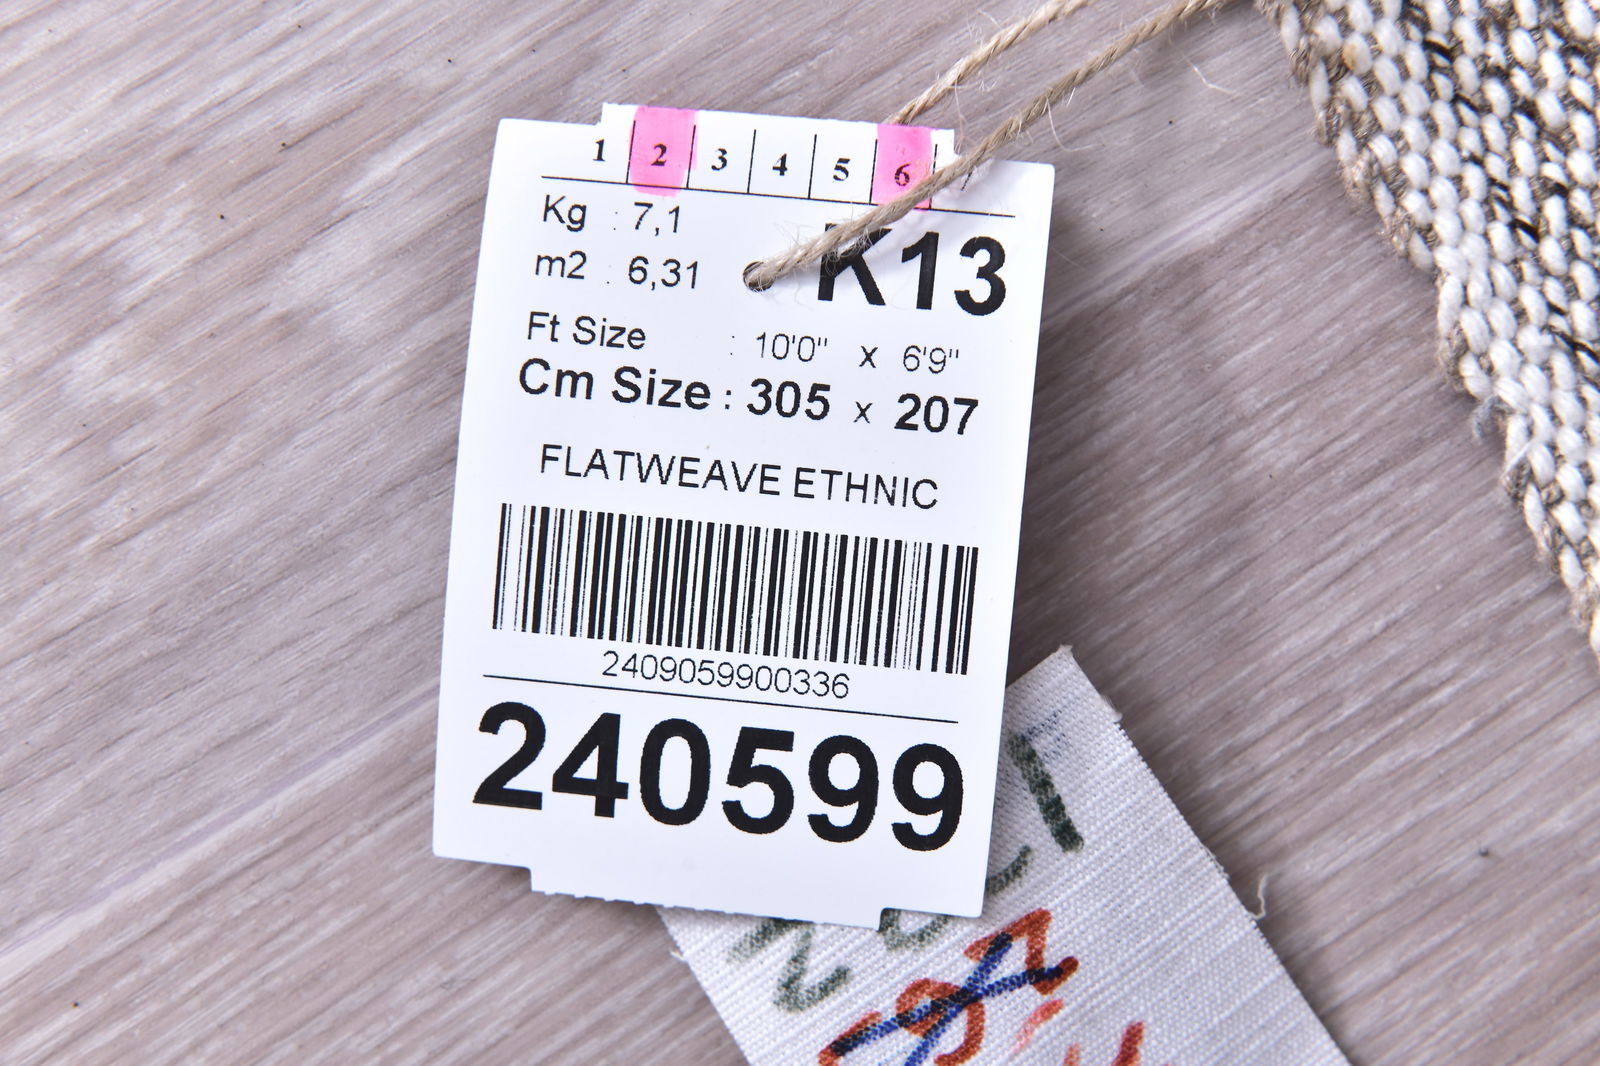 1 2 3 4 5 6
Kg : 7,1
m2 : 6,31
K13
Ft Size : 10'0" x 6'9"
Cm Size : 305 x 207
FLATWEAVE ETHNIC
2409059900336
240599